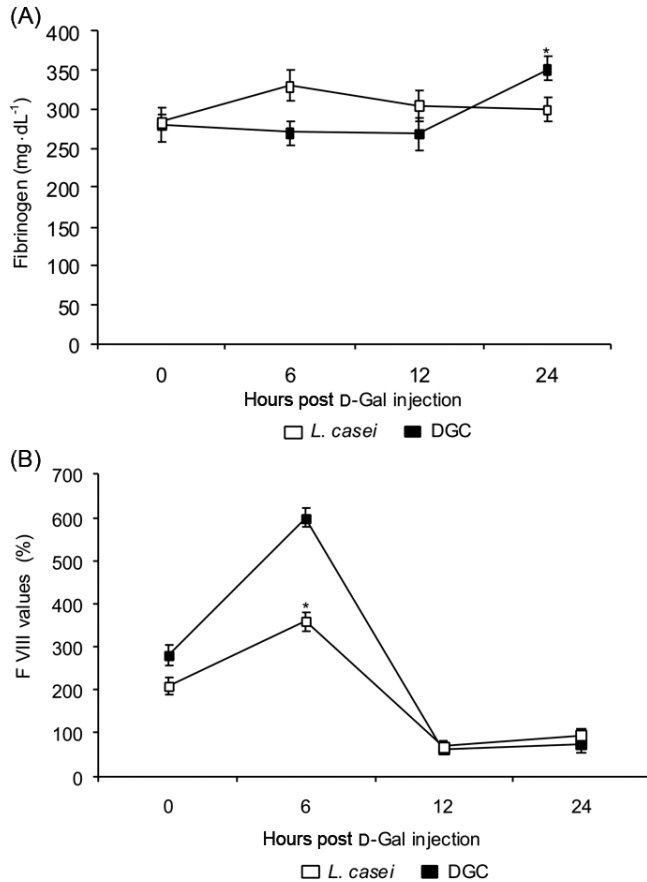 (A)
Fibrinogen (mg·dL⁻¹)
400
350
300
250
200
150
100
50
0
*
0 6 12 24
Hours post D-Gal injection
L. casei DGC
(B)
F VIII values (%)
700
600
500
400
300
200
100
0
*
0 6 12 24
Hours post D-Gal injection
L. casei DGC